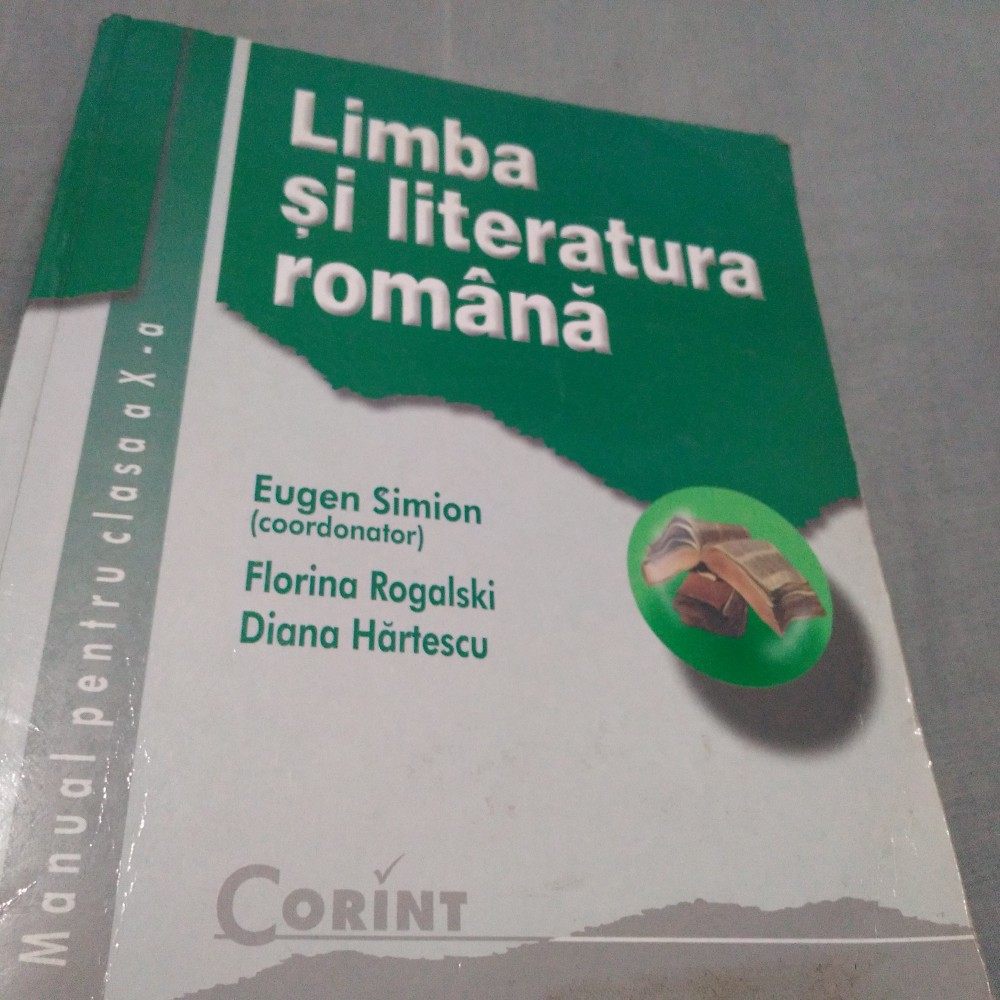 Limba
și literatura
română
Eugen Simion
(coordonator)
Florina Rogalski
Diana Hărtescu
Manual pentru clasa a X-a
CORINT